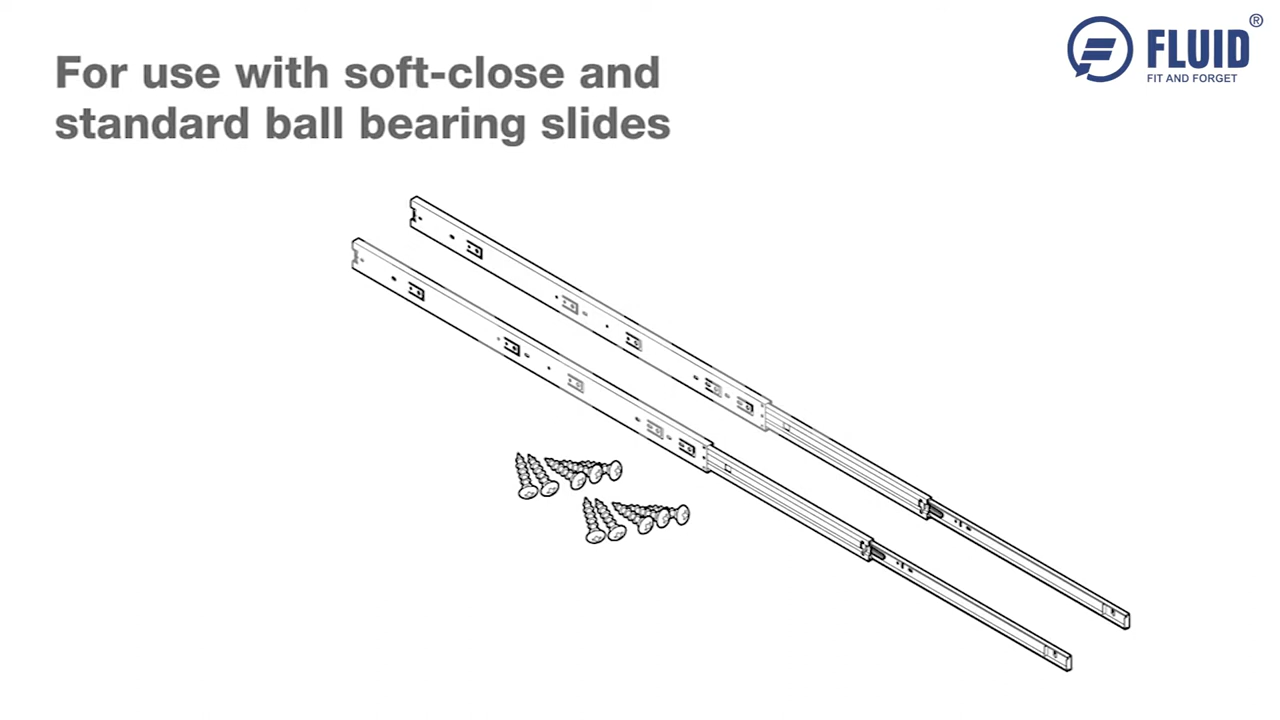 For use with soft-close and
standard ball bearing slides
FLUID®
FIT AND FORGET